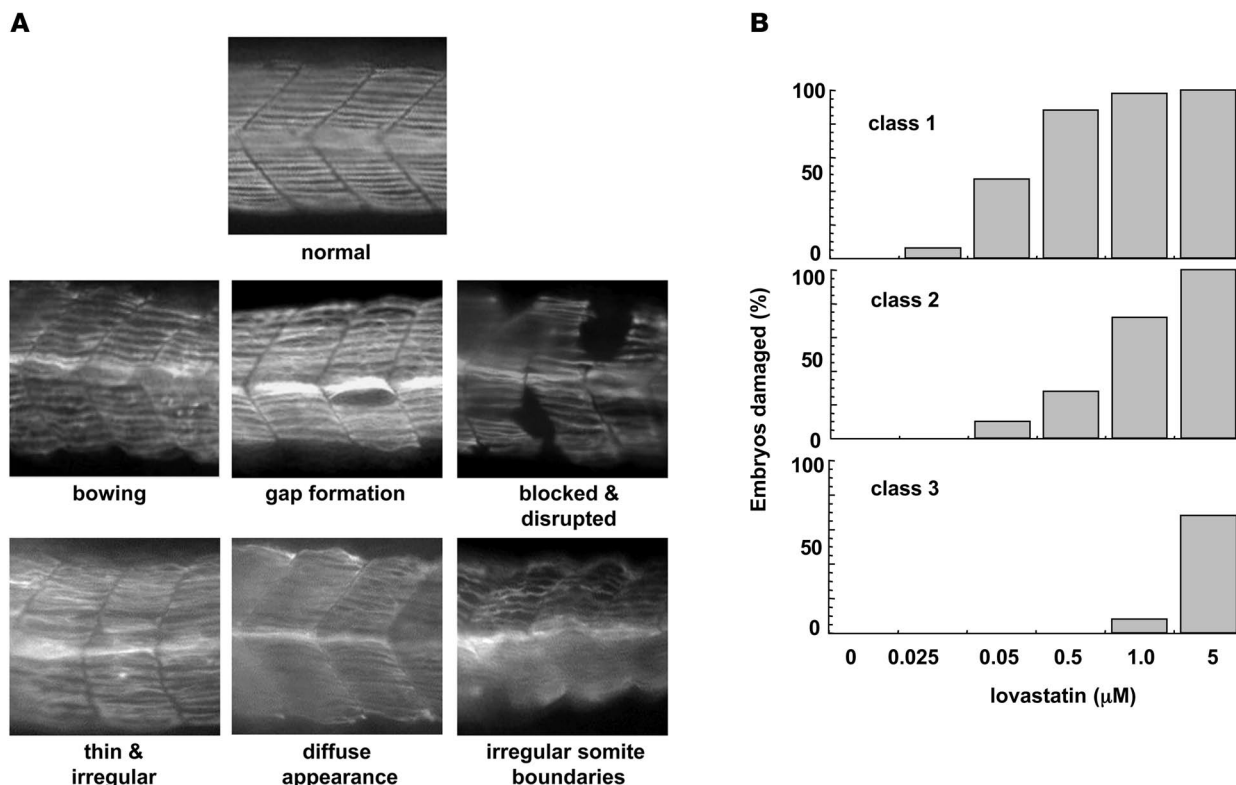 A
normal
bowing
gap formation
blocked &
disrupted
thin &
irregular
diffuse
appearance
irregular somite
boundaries
B
Embryos damaged (%)
100
class 1
50
0
100
class 2
50
0
100
class 3
50
0
0 0.025 0.05 0.5 1.0 5
lovastatin (μM)